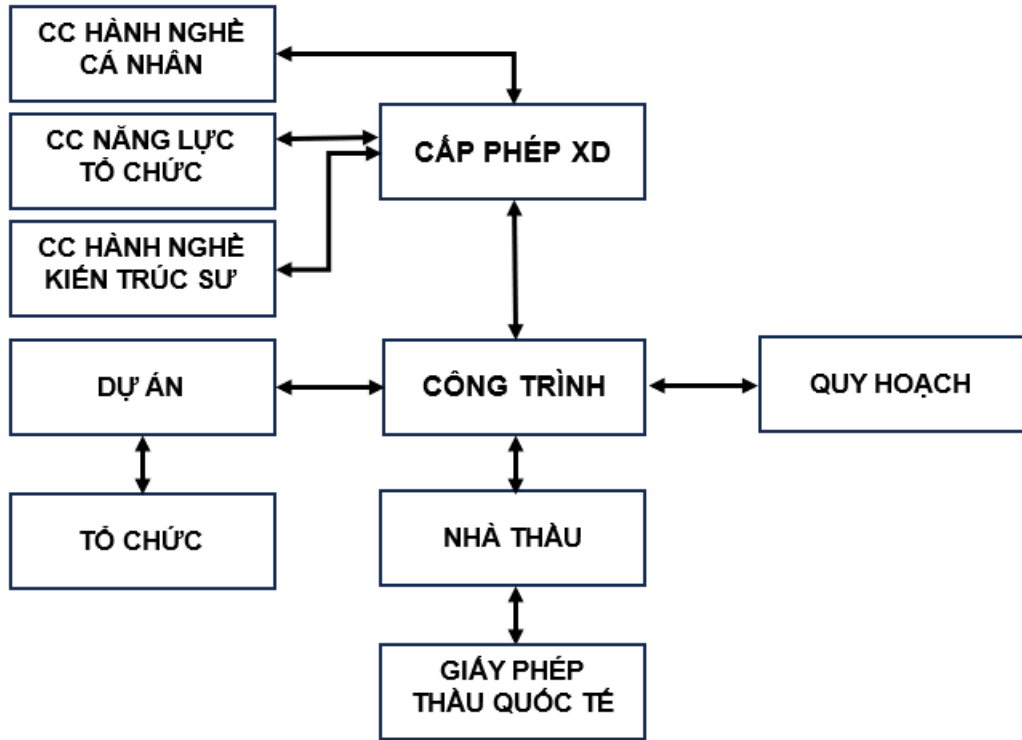 CC HÀNH NGHỀ
CÁ NHÂN
CC NĂNG LỰC
TỔ CHỨC
CẤP PHÉP XD
CC HÀNH NGHỀ
KIẾN TRÚC SƯ
DỰ ÁN
CÔNG TRÌNH
QUY HOẠCH
TỔ CHỨC
NHÀ THẦU
GIẤY PHÉP
THẦU QUỐC TẾ